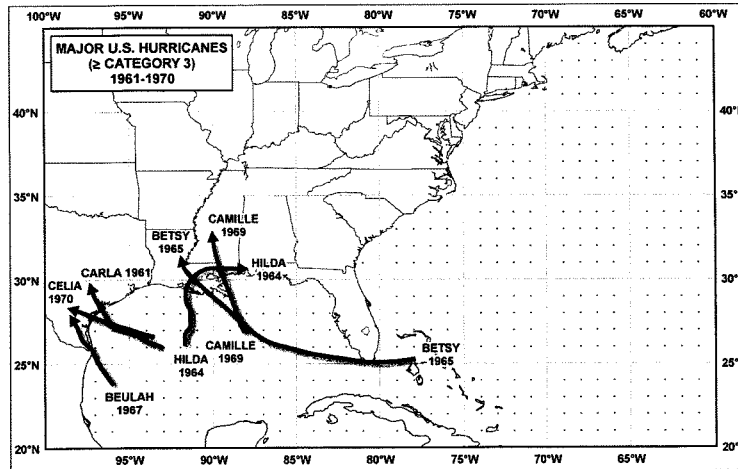 100°W 95°W 90°W 85°W 80°W 75°W 70°W 65°W 60°W
MAJOR U.S. HURRICANES
(≥ CATEGORY 3)
1961-1970
40°N 40°N
35°N 35°N
CAMILLE
1969
BETSY
1965
HILDA
1964
CARLA 1961
30°N 30°N
CELIA
1970
HILDA
1964
CAMILLE
1969
BETSY
1965
25°N 25°N
BEULAH
1967
20°N 20°N
95°W 90°W 85°W 80°W 75°W 70°W 65°W